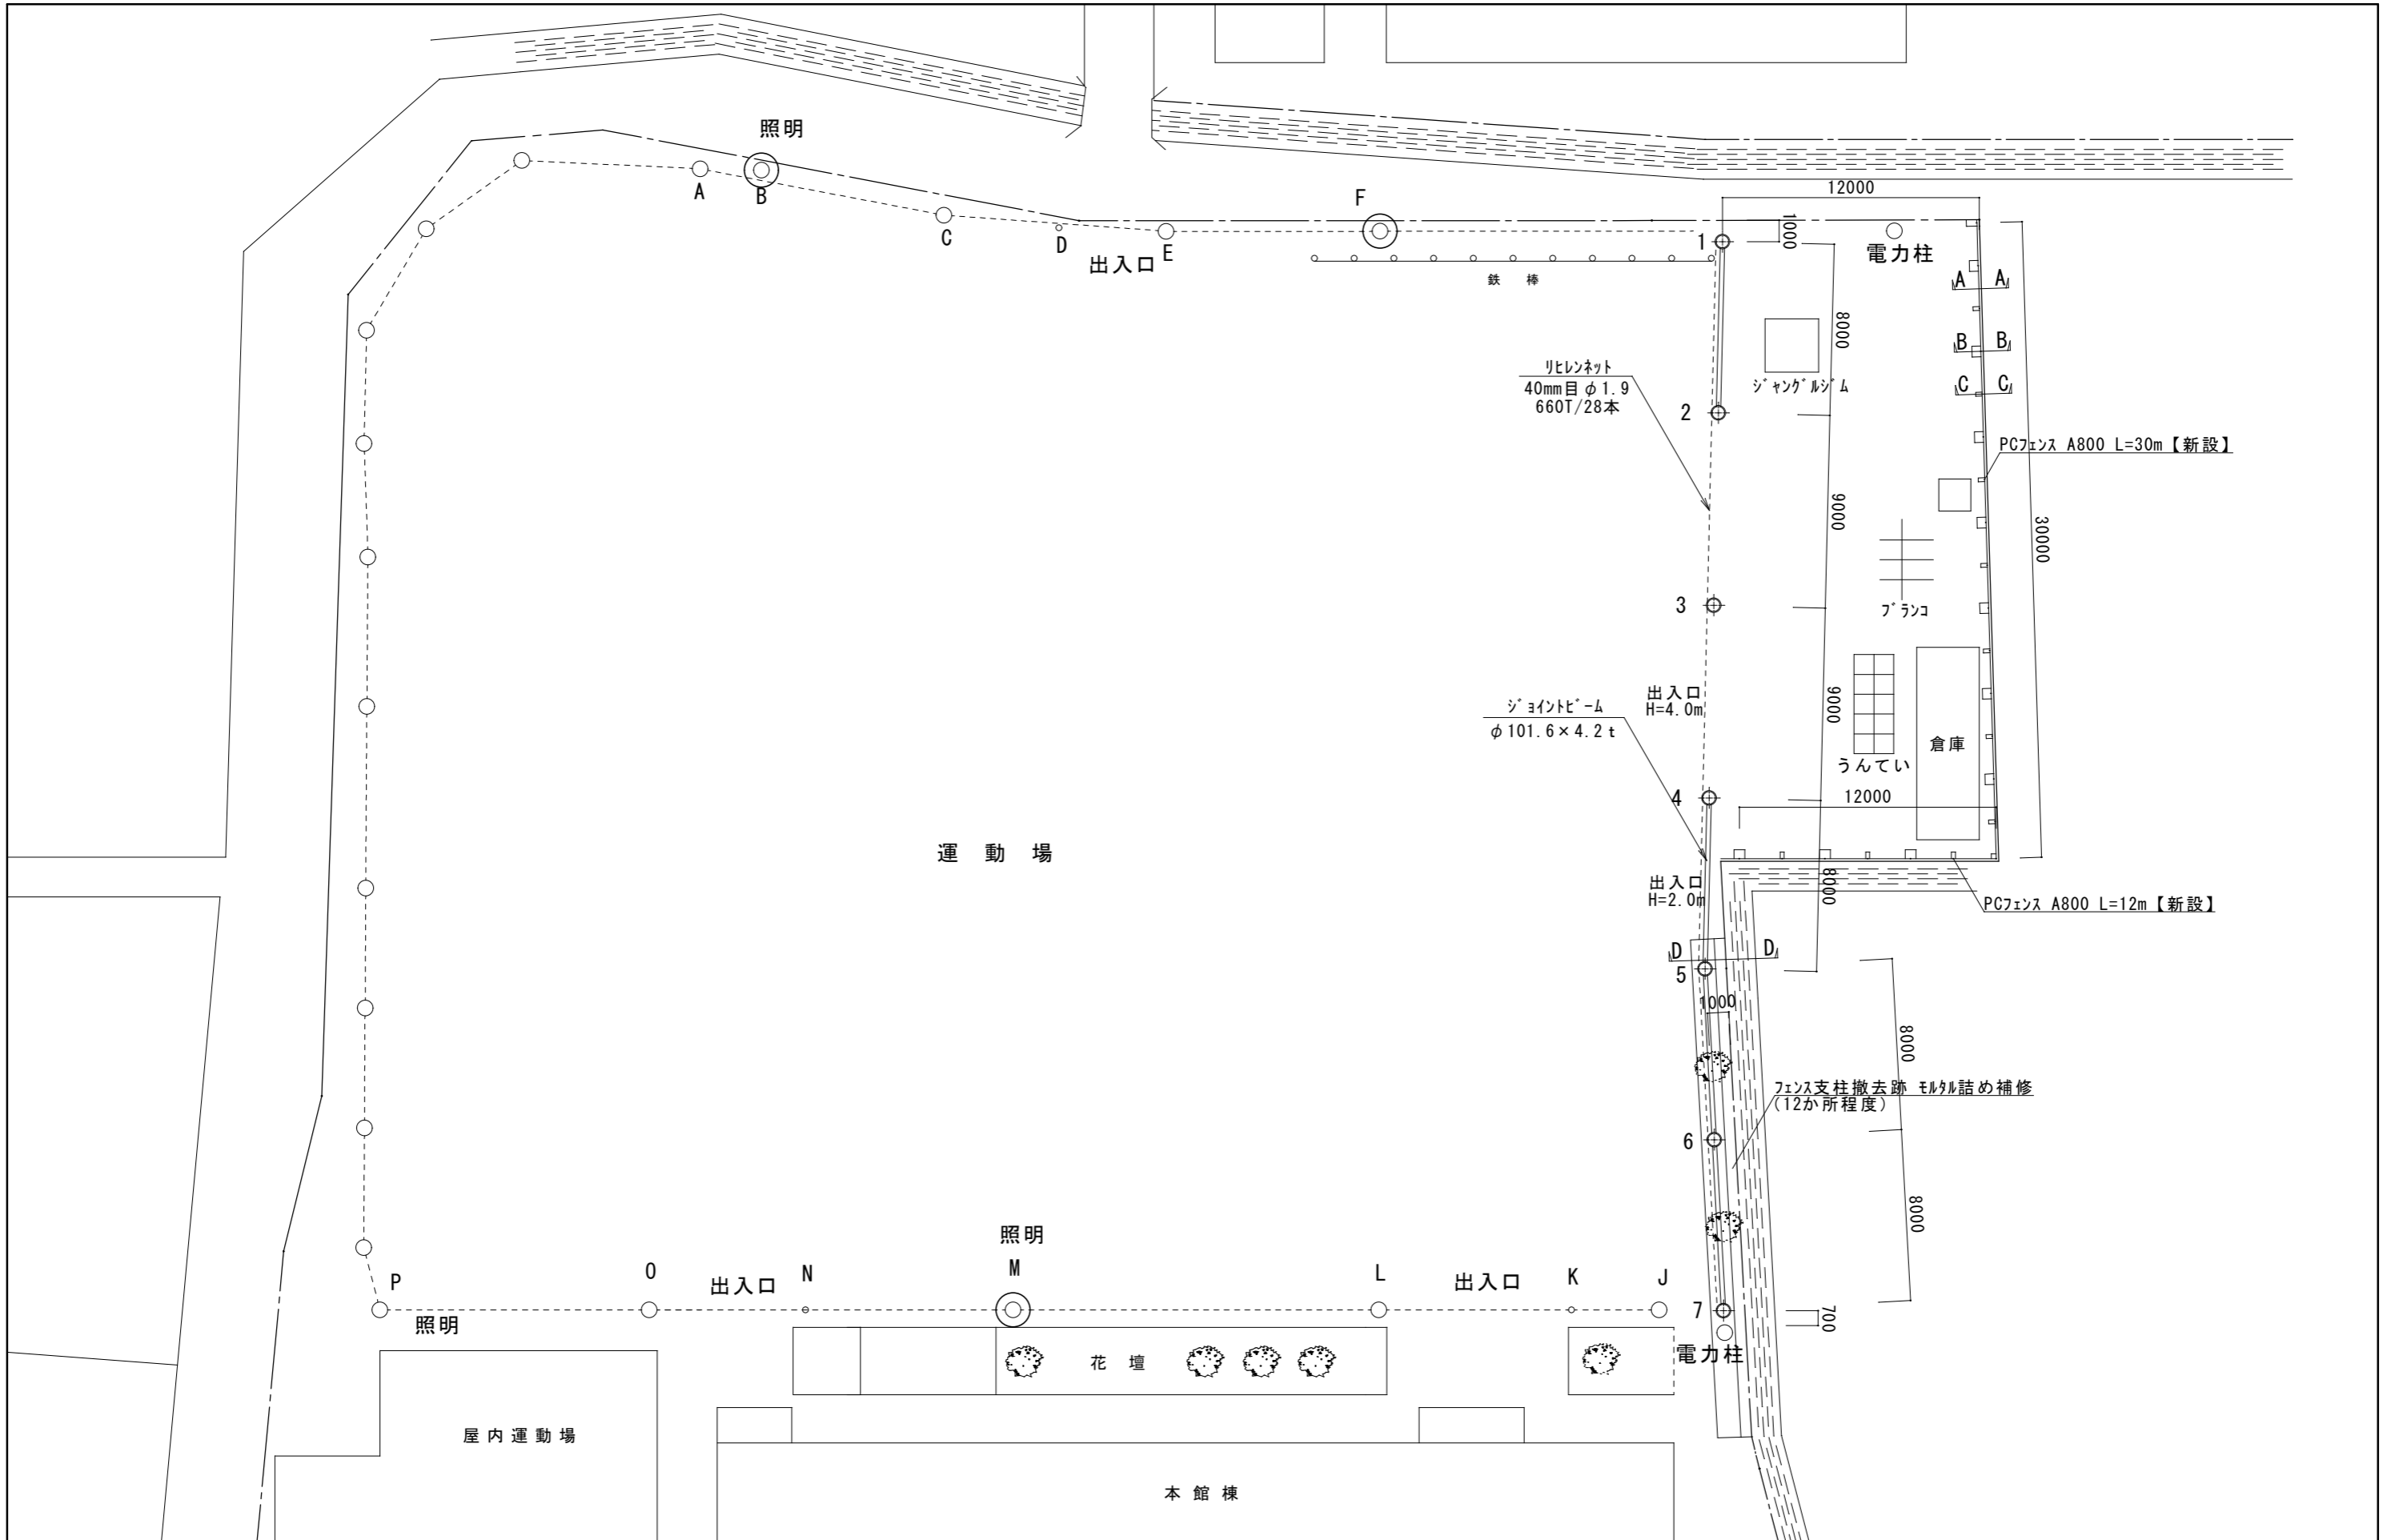 照明
A
B
C
D
出入口
E
F
鉄 棒
12000
1000
1
電力柱
A A
B B
C C
8000
ｼﾞｬﾝｸﾞﾙｼﾞﾑ
ﾘﾋﾚﾝﾈｯﾄ
40mm目 φ1.9
660T/28本
2
PCﾌｪﾝｽ A800 L=30m【新設】
9000
30000
3
ﾌﾞﾗﾝｺ
出入口
H=4.0m
9000
ｼﾞｮｲﾝﾄﾋﾞｰﾑ
φ101.6×4.2ｔ
倉庫
うんてい
4
12000
運 動 場
出入口
H=2.0m
8000
PCﾌｪﾝｽ A800 L=12m【新設】
D D
5
1000
8000
ﾌｪﾝｽ支柱撤去跡 ﾓﾙﾀﾙ詰め補修
(12か所程度)
6
8000
照明
P
O
出入口
N
M
L
出入口
K
J
7
700
照明
電力柱
花 壇
屋内運動場
本 館 棟